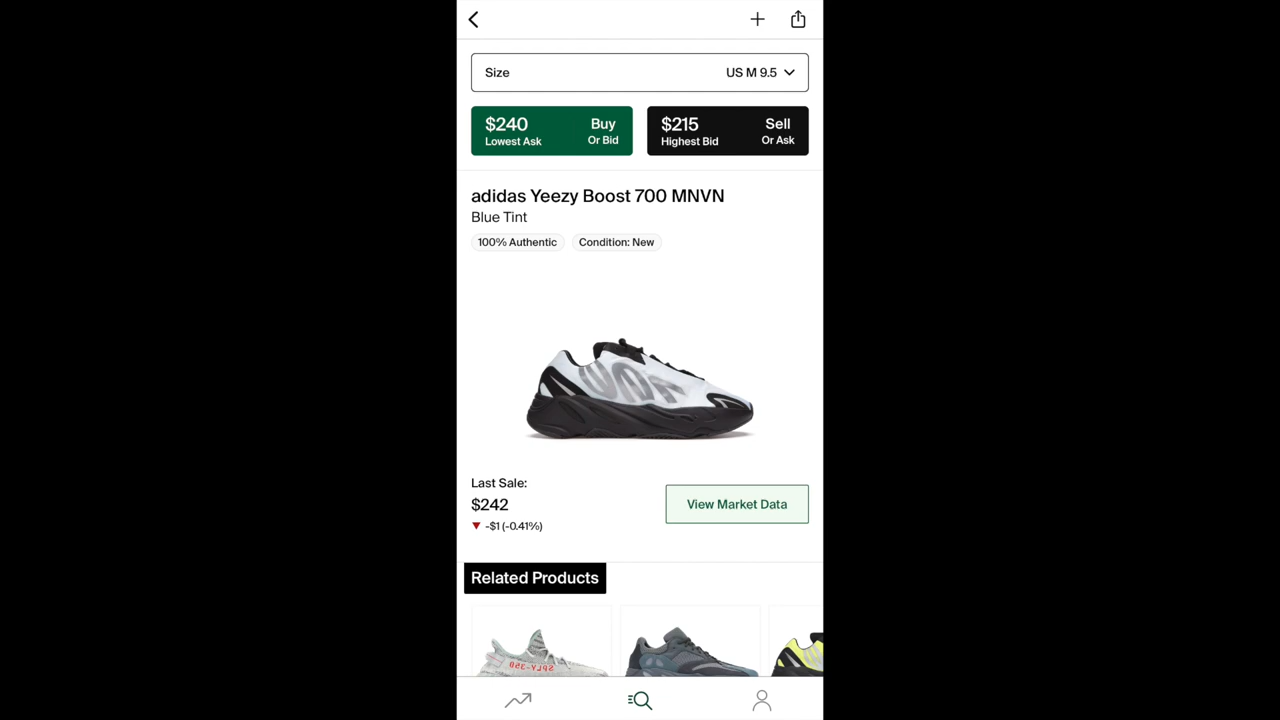 Size US M 9.5
$240 Buy
Lowest Ask Or Bid
$215 Sell
Highest Bid Or Ask
adidas Yeezy Boost 700 MNVN
Blue Tint
100% Authentic Condition: New
Last Sale:
$242
View Market Data
-$1 (-0.41%)
Related Products
SPLY-350